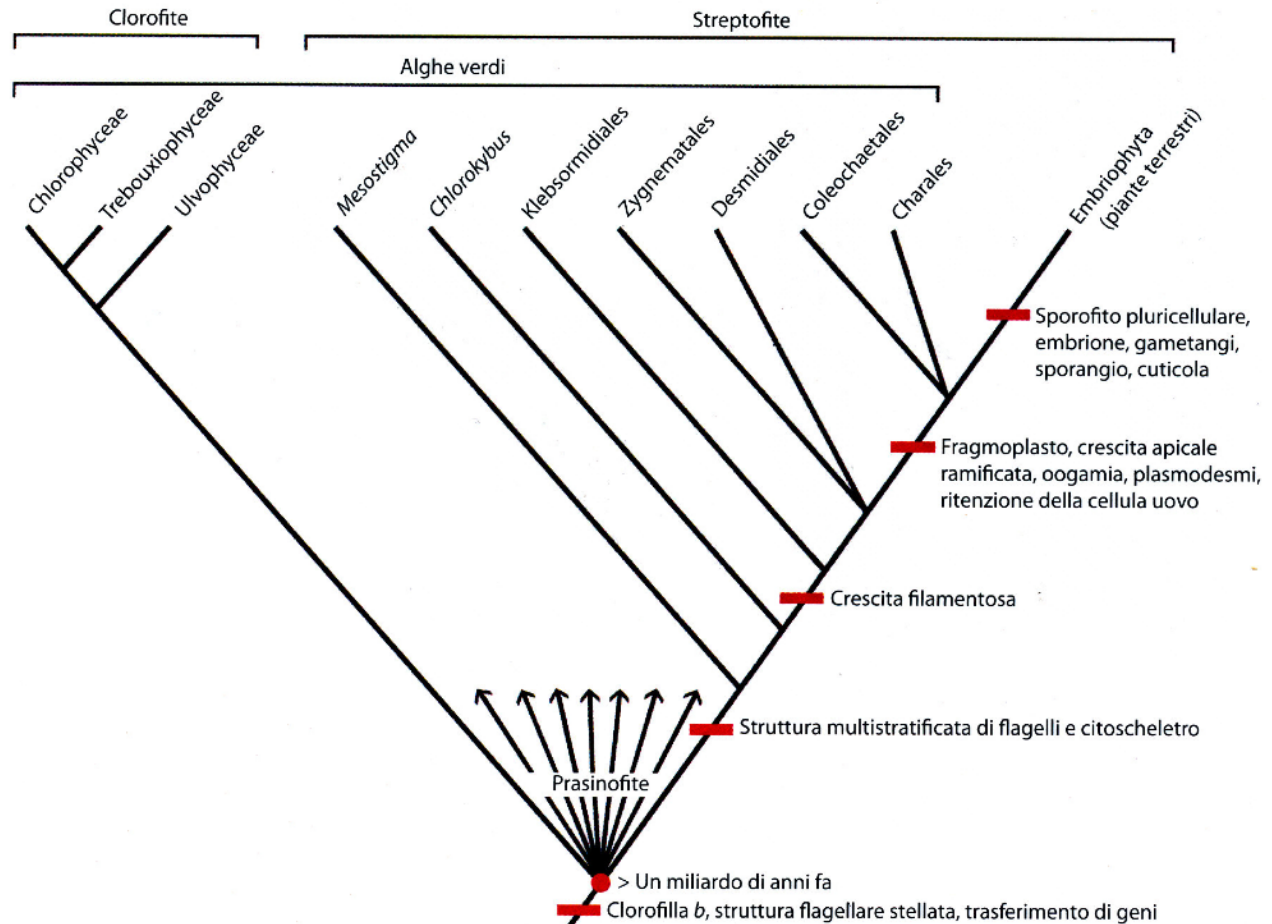 Clorofite
Streptofite
Alghe verdi
Chlorophyceae
Trebouxiophyceae
Ulvophyceae
Mesostigma
Chlorokybus
Klebsormidiales
Zygnematales
Desmidiales
Coleochaetales
Charales
Embriophyta
(piante terrestri)
Sporofito pluricellulare,
embrione, gametangi,
sporangio, cuticola
Fragmoplasto, crescita apicale
ramificata, oogamia, plasmodesmi,
ritenzione della cellula uovo
Crescita filamentosa
Struttura multistratificata di flagelli e citoscheletro
Prasinofite
> Un miliardo di anni fa
Clorofilla b, struttura flagellare stellata, trasferimento di geni